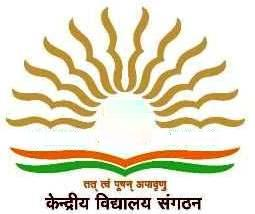 तत् त्वं पूषन् अपावृणु
केन्द्रीय विद्यालय संगठन